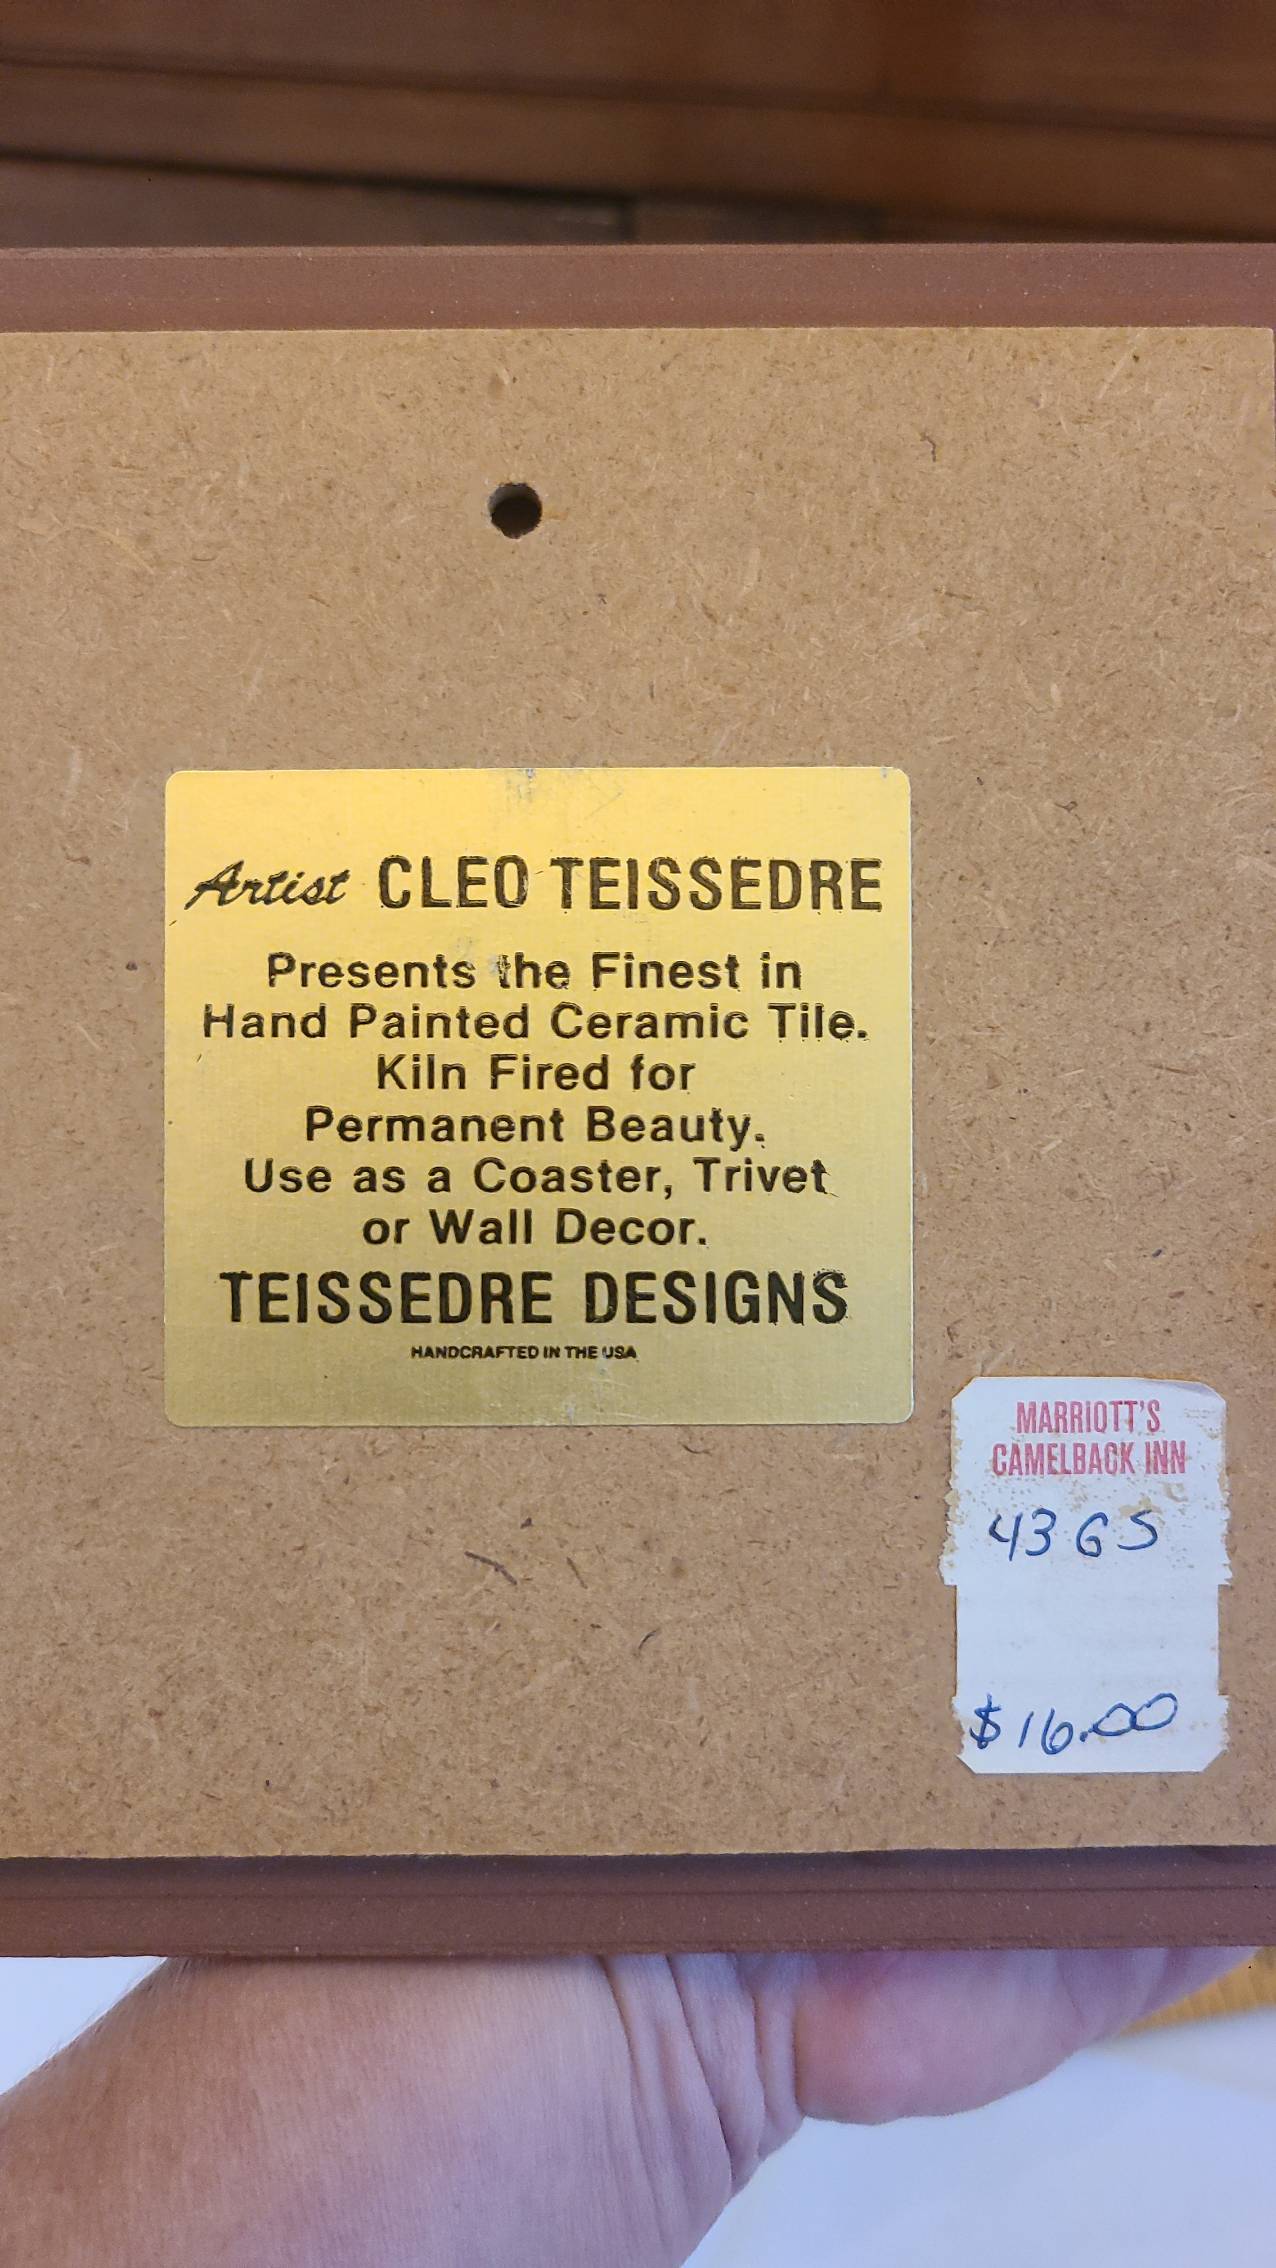 Artist CLEO TEISSEDRE
Presents the Finest in
Hand Painted Ceramic Tile.
Kiln Fired for
Permanent Beauty.
Use as a Coaster, Trivet
or Wall Decor.
TEISSEDRE DESIGNS
HANDCRAFTED IN THE USA
MARRIOTT'S
CAMELBACK INN
43 G S
$16.00